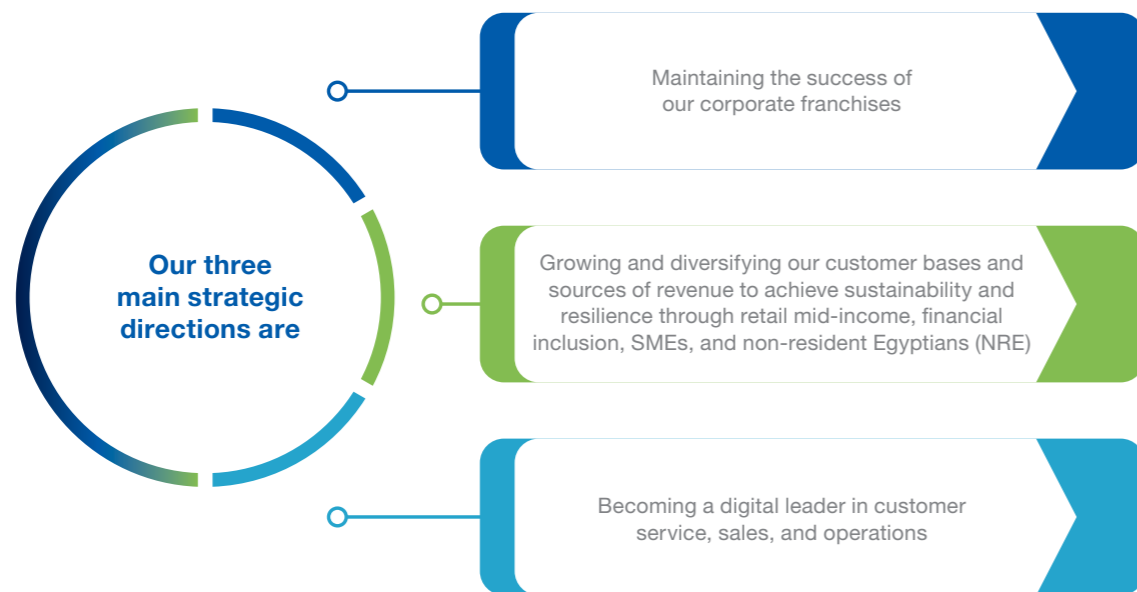 Our three
main strategic
directions are
Maintaining the success of
our corporate franchises
Growing and diversifying our customer bases and
sources of revenue to achieve sustainability and
resilience through retail mid-income, financial
inclusion, SMEs, and non-resident Egyptians (NRE)
Becoming a digital leader in customer
service, sales, and operations